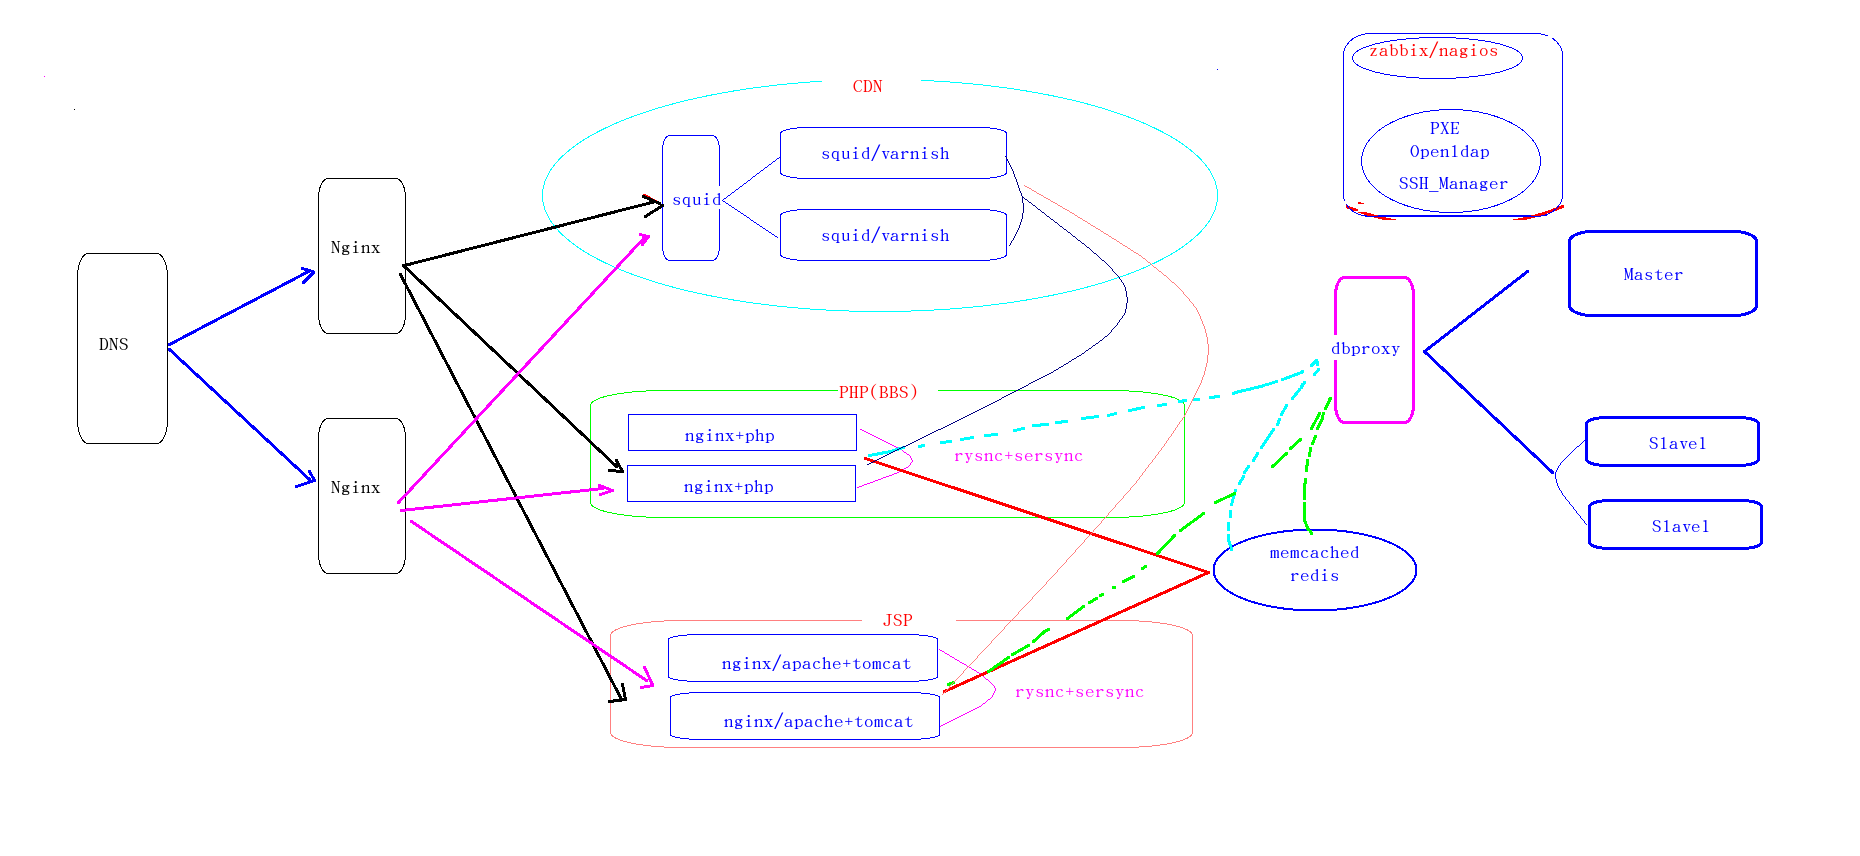 zabbix/nagios
CDN
PXE
Openldap
SSH_Manager
squid/varnish
squid
squid/varnish
Nginx
Master
DNS
dbproxy
PHP(BBS)
nginx+php
rysnc+sersync
Slave1
nginx+php
Nginx
Slave1
memcached
redis
JSP
nginx/apache+tomcat
rysnc+sersync
nginx/apache+tomcat